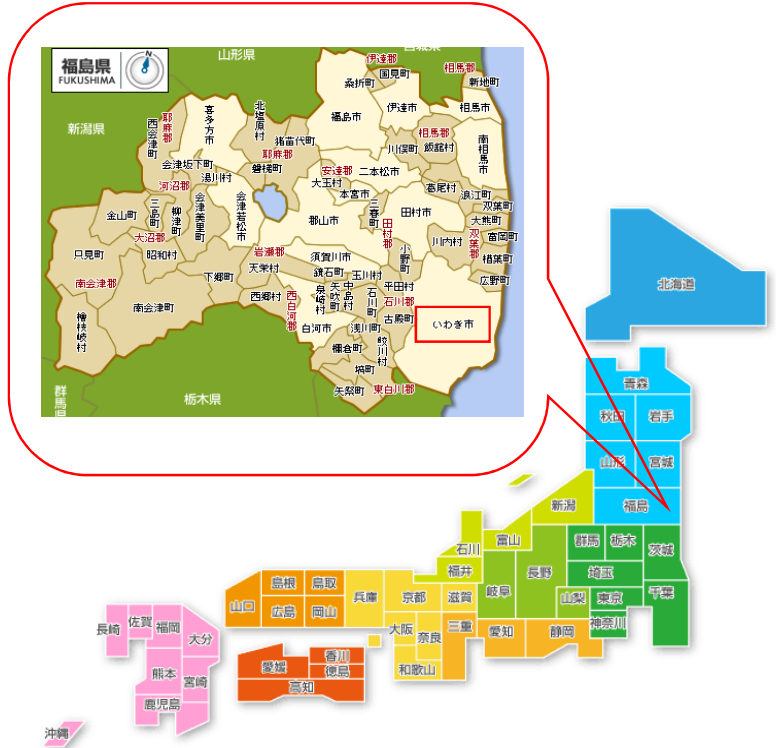 山形県
宮城県
福島県
FUKUSHIMA
N
伊達郡
国見町
桑折町
相馬郡
新地町
新潟県
西会津町
耶麻郡
喜多方市
北塩原村
福島市
伊達市
相馬市
猪苗代町
耶麻郡
磐梯町
川俣町
相馬郡
飯舘村
南相馬市
会津坂下町
湯川村
河沼郡
安達郡
大玉村
二本松市
本宮市
葛尾村
浪江町
双葉町
大熊町
金山町
三島町
柳津町
会津美里町
会津若松市
郡山市
三春町
田村市
田村郡
川内村
双葉郡
富岡町
楢葉町
広野町
大沼郡
昭和村
只見町
南会津郡
岩瀬郡
天栄村
須賀川市
鏡石町
玉川村
小野町
平田村
下郷町
西郷村
西白河郡
泉崎村
矢吹町
中島村
石川町
石川郡
古殿町
いわき市
南会津町
檜枝岐村
白河市
浅川町
鮫川村
棚倉町
塙町
矢祭町
東白川郡
群馬県
栃木県
北海道
青森
秋田
岩手
山形
宮城
福島
新潟
富山
石川
福井
群馬
栃木
茨城
長野
岐阜
埼玉
山梨
東京
千葉
神奈川
山口
島根
鳥取
広島
岡山
兵庫
京都
滋賀
大阪
奈良
三重
愛知
静岡
和歌山
愛媛
香川
徳島
高知
長崎
佐賀
福岡
大分
熊本
宮崎
鹿児島
沖縄